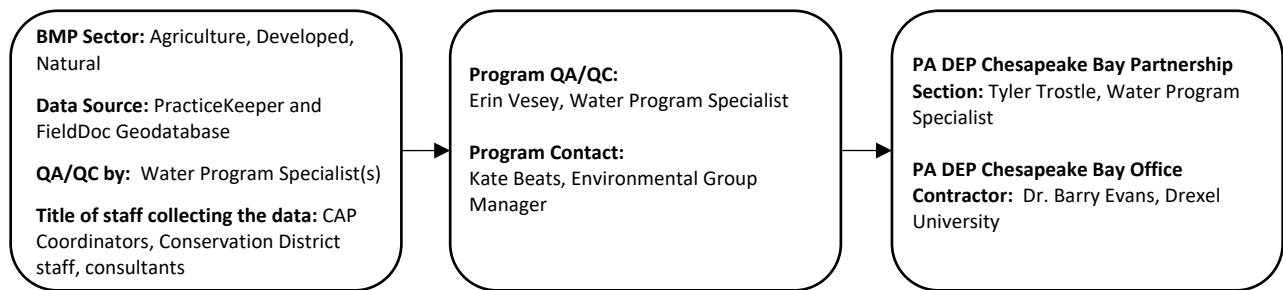 BMP Sector: Agriculture, Developed,
Natural
Data Source: PracticeKeeper and
FieldDoc Geodatabase
QA/QC by: Water Program Specialist(s)
Title of staff collecting the data: CAP
Coordinators, Conservation District
staff, consultants
Program QA/QC:
Erin Vesey, Water Program Specialist
Program Contact:
Kate Beats, Environmental Group
Manager
PA DEP Chesapeake Bay Partnership
Section: Tyler Trostle, Water Program
Specialist
PA DEP Chesapeake Bay Office
Contractor: Dr. Barry Evans, Drexel
University